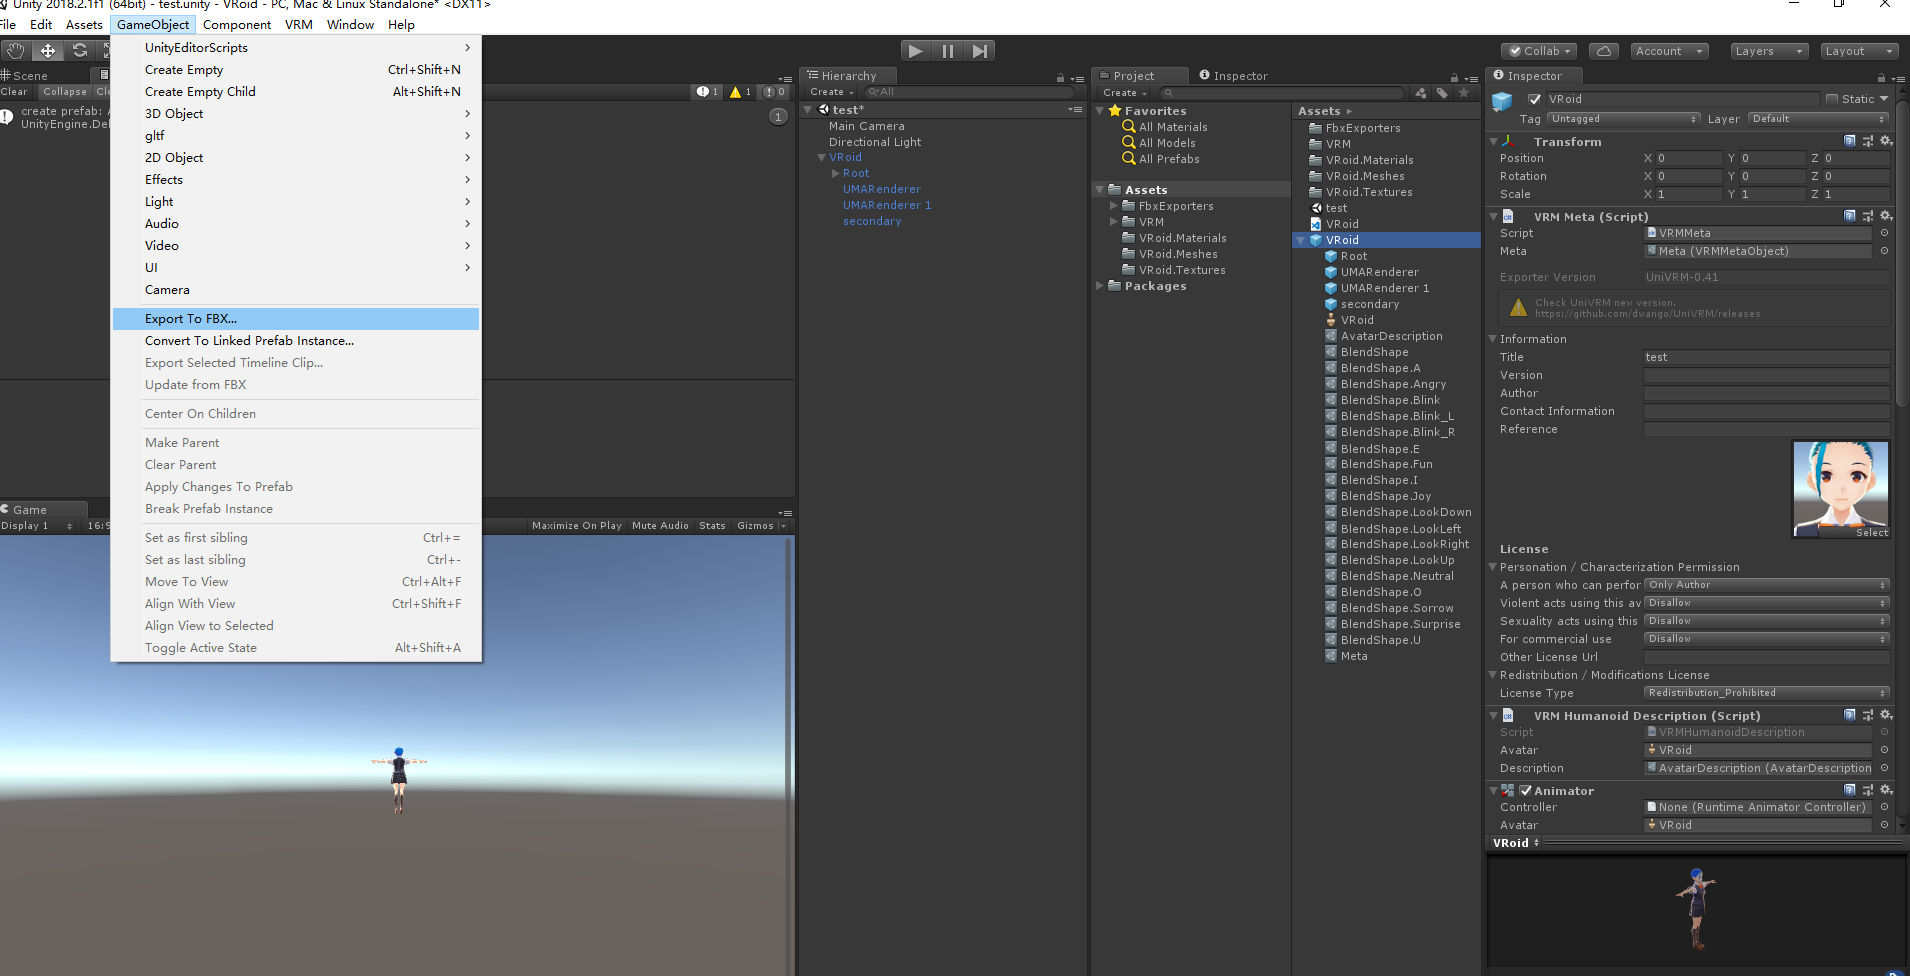 Unity 2018.2.1f1 (64bit) - test.unity - VRoid - PC, Mac & Linux Standalone* <DX11>
File Edit Assets GameObject Component VRM Window Help
Collab Account Layers Layout
Scene
Clear Collapse
1 1 0
create prefab:
UnityEngine.De
1
UnityEditorScripts
Create Empty Ctrl+Shift+N
Create Empty Child Alt+Shift+N
3D Object
gltf
2D Object
Effects
Light
Audio
Video
UI
Camera
Export To FBX...
Convert To Linked Prefab Instance...
Export Selected Timeline Clip...
Update from FBX
Center On Children
Make Parent
Clear Parent
Apply Changes To Prefab
Break Prefab Instance
Set as first sibling Ctrl+=
Set as last sibling Ctrl+-
Move To View Ctrl+Alt+F
Align With View Ctrl+Shift+F
Align View to Selected
Toggle Active State Alt+Shift+A
Game
Display 1 16:9 Maximize On Play Mute Audio Stats Gizmos
Hierarchy
Create All
test*
Main Camera
Directional Light
VRoid
Root
UMARenderer
UMARenderer 1
secondary
Project Inspector
Create
Favorites
All Materials
All Models
All Prefabs
Assets
FbxExporters
VRM
VRoid.Materials
VRoid.Meshes
VRoid.Textures
Packages
Assets
FbxExporters
VRM
VRoid.Materials
VRoid.Meshes
VRoid.Textures
test
VRoid
VRoid
Root
UMARenderer
UMARenderer 1
secondary
VRoid
AvatarDescription
BlendShape
BlendShape.A
BlendShape.Angry
BlendShape.Blink
BlendShape.Blink_L
BlendShape.Blink_R
BlendShape.E
BlendShape.Fun
BlendShape.I
BlendShape.Joy
BlendShape.LookDown
BlendShape.LookLeft
BlendShape.LookRight
BlendShape.LookUp
BlendShape.Neutral
BlendShape.O
BlendShape.Sorrow
BlendShape.Surprise
BlendShape.U
Meta
Inspector
VRoid Static
Tag Untagged Layer Default
Transform
Position X 0 Y 0 Z 0
Rotation X 0 Y 0 Z 0
Scale X 1 Y 1 Z 1
VRM Meta (Script)
Script VRMMeta
Meta Meta (VRMMetaObject)
Exporter Version UniVRM-0.41
Check UniVRM new version.
https://github.com/dwango/UniVRM/releases
Information
Title test
Version
Author
Contact Information
Reference
Select
License
Personation / Characterization Permission
A person who can perfor Only Author
Violent acts using this av Disallow
Sexuality acts using this Disallow
For commercial use Disallow
Other License Url
Redistribution / Modifications License
License Type Redistribution_Prohibited
VRM Humanoid Description (Script)
Script VRMHumanoidDescription
Avatar VRoid
Description AvatarDescription (AvatarDescription
Animator
Controller None (Runtime Animator Controller)
Avatar VRoid
VRoid